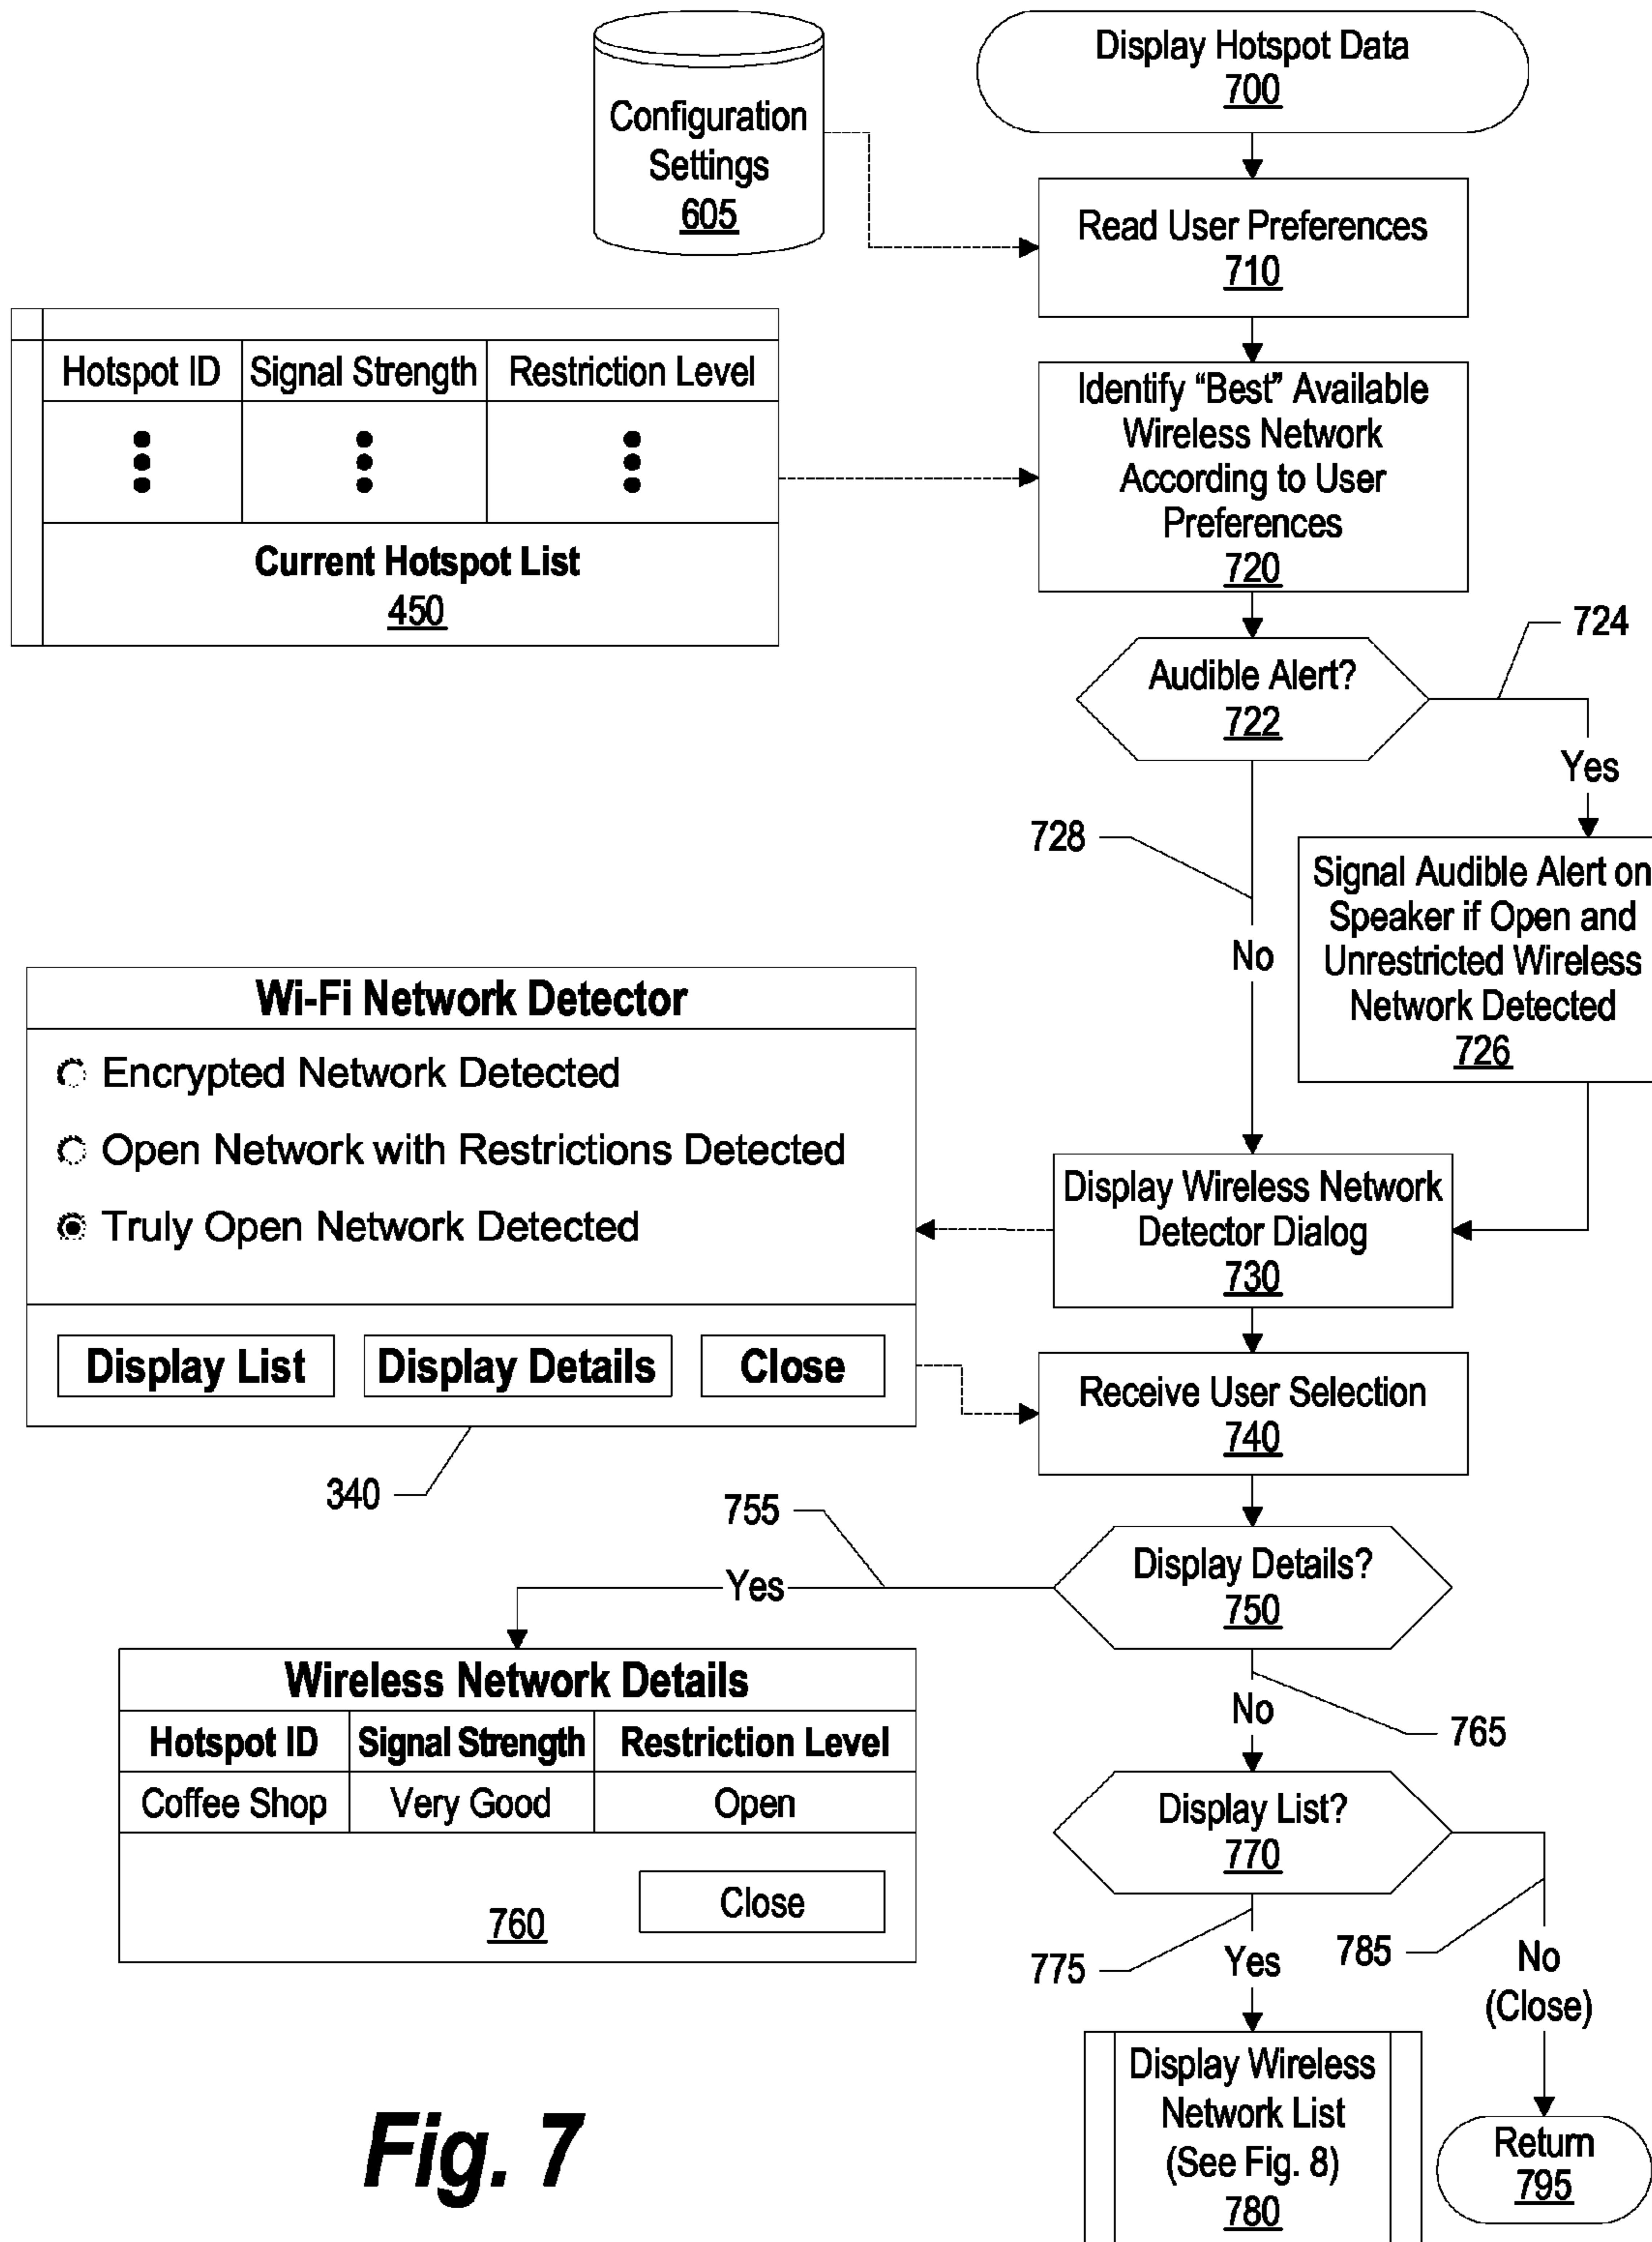 Display Hotspot Data
700
Configuration
Settings
605
Read User Preferences
710
Hotspot ID Signal Strength Restriction Level
Current Hotspot List
450
Identify “Best” Available
Wireless Network
According to User
Preferences
720
724
Audible Alert?
722
Yes
728
No
Signal Audible Alert on
Speaker if Open and
Unrestricted Wireless
Network Detected
726
Wi-Fi Network Detector
Encrypted Network Detected
Open Network with Restrictions Detected
Truly Open Network Detected
Display List Display Details Close
340
Display Wireless Network
Detector Dialog
730
Receive User Selection
740
755
Yes
Display Details?
750
No
765
Wireless Network Details
Hotspot ID Signal Strength Restriction Level
Coffee Shop Very Good Open
Close
760
Display List?
770
775
Yes
785
No
(Close)
Display Wireless
Network List
(See Fig. 8)
780
Return
795
Fig. 7